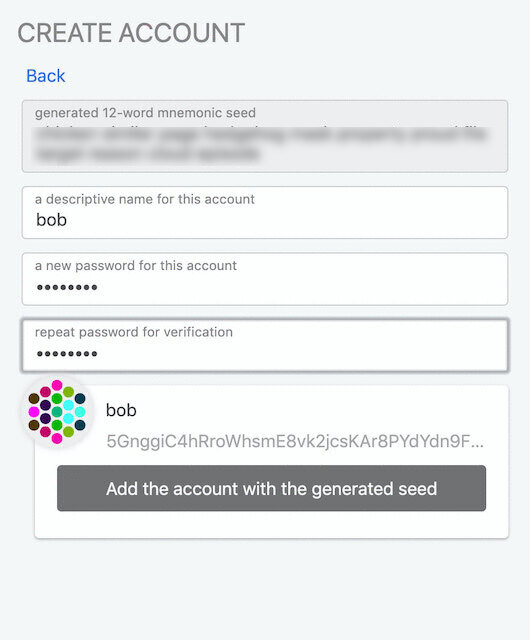 CREATE ACCOUNT
Back
generated 12-word mnemonic seed
a descriptive name for this account
bob
a new password for this account
••••••••
repeat password for verification
••••••••
bob
5GnggiC4hRroWhsmE8vk2jcsKAr8PYdYdn9F...
Add the account with the generated seed